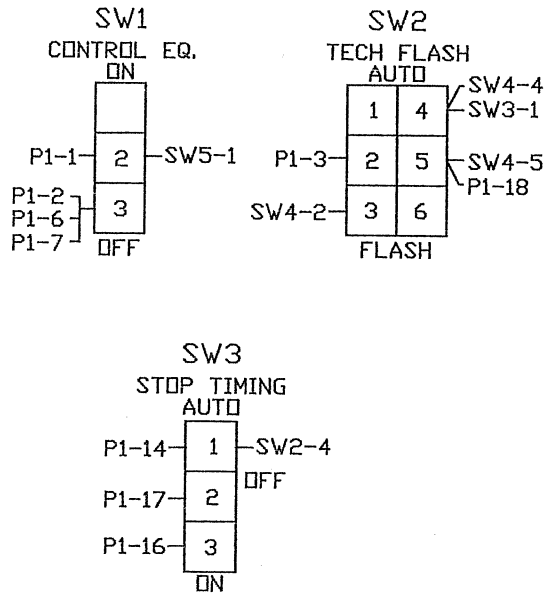 SW1
CONTROL EQ.
ON
P1-1
2
SW5-1
P1-2
P1-6
P1-7
3
OFF
SW2
TECH FLASH
AUTO
1
4
SW4-4
SW3-1
P1-3
2
5
SW4-5
P1-18
SW4-2
3
6
FLASH
SW3
STOP TIMING
AUTO
P1-14
1
SW2-4
OFF
P1-17
2
P1-16
3
ON